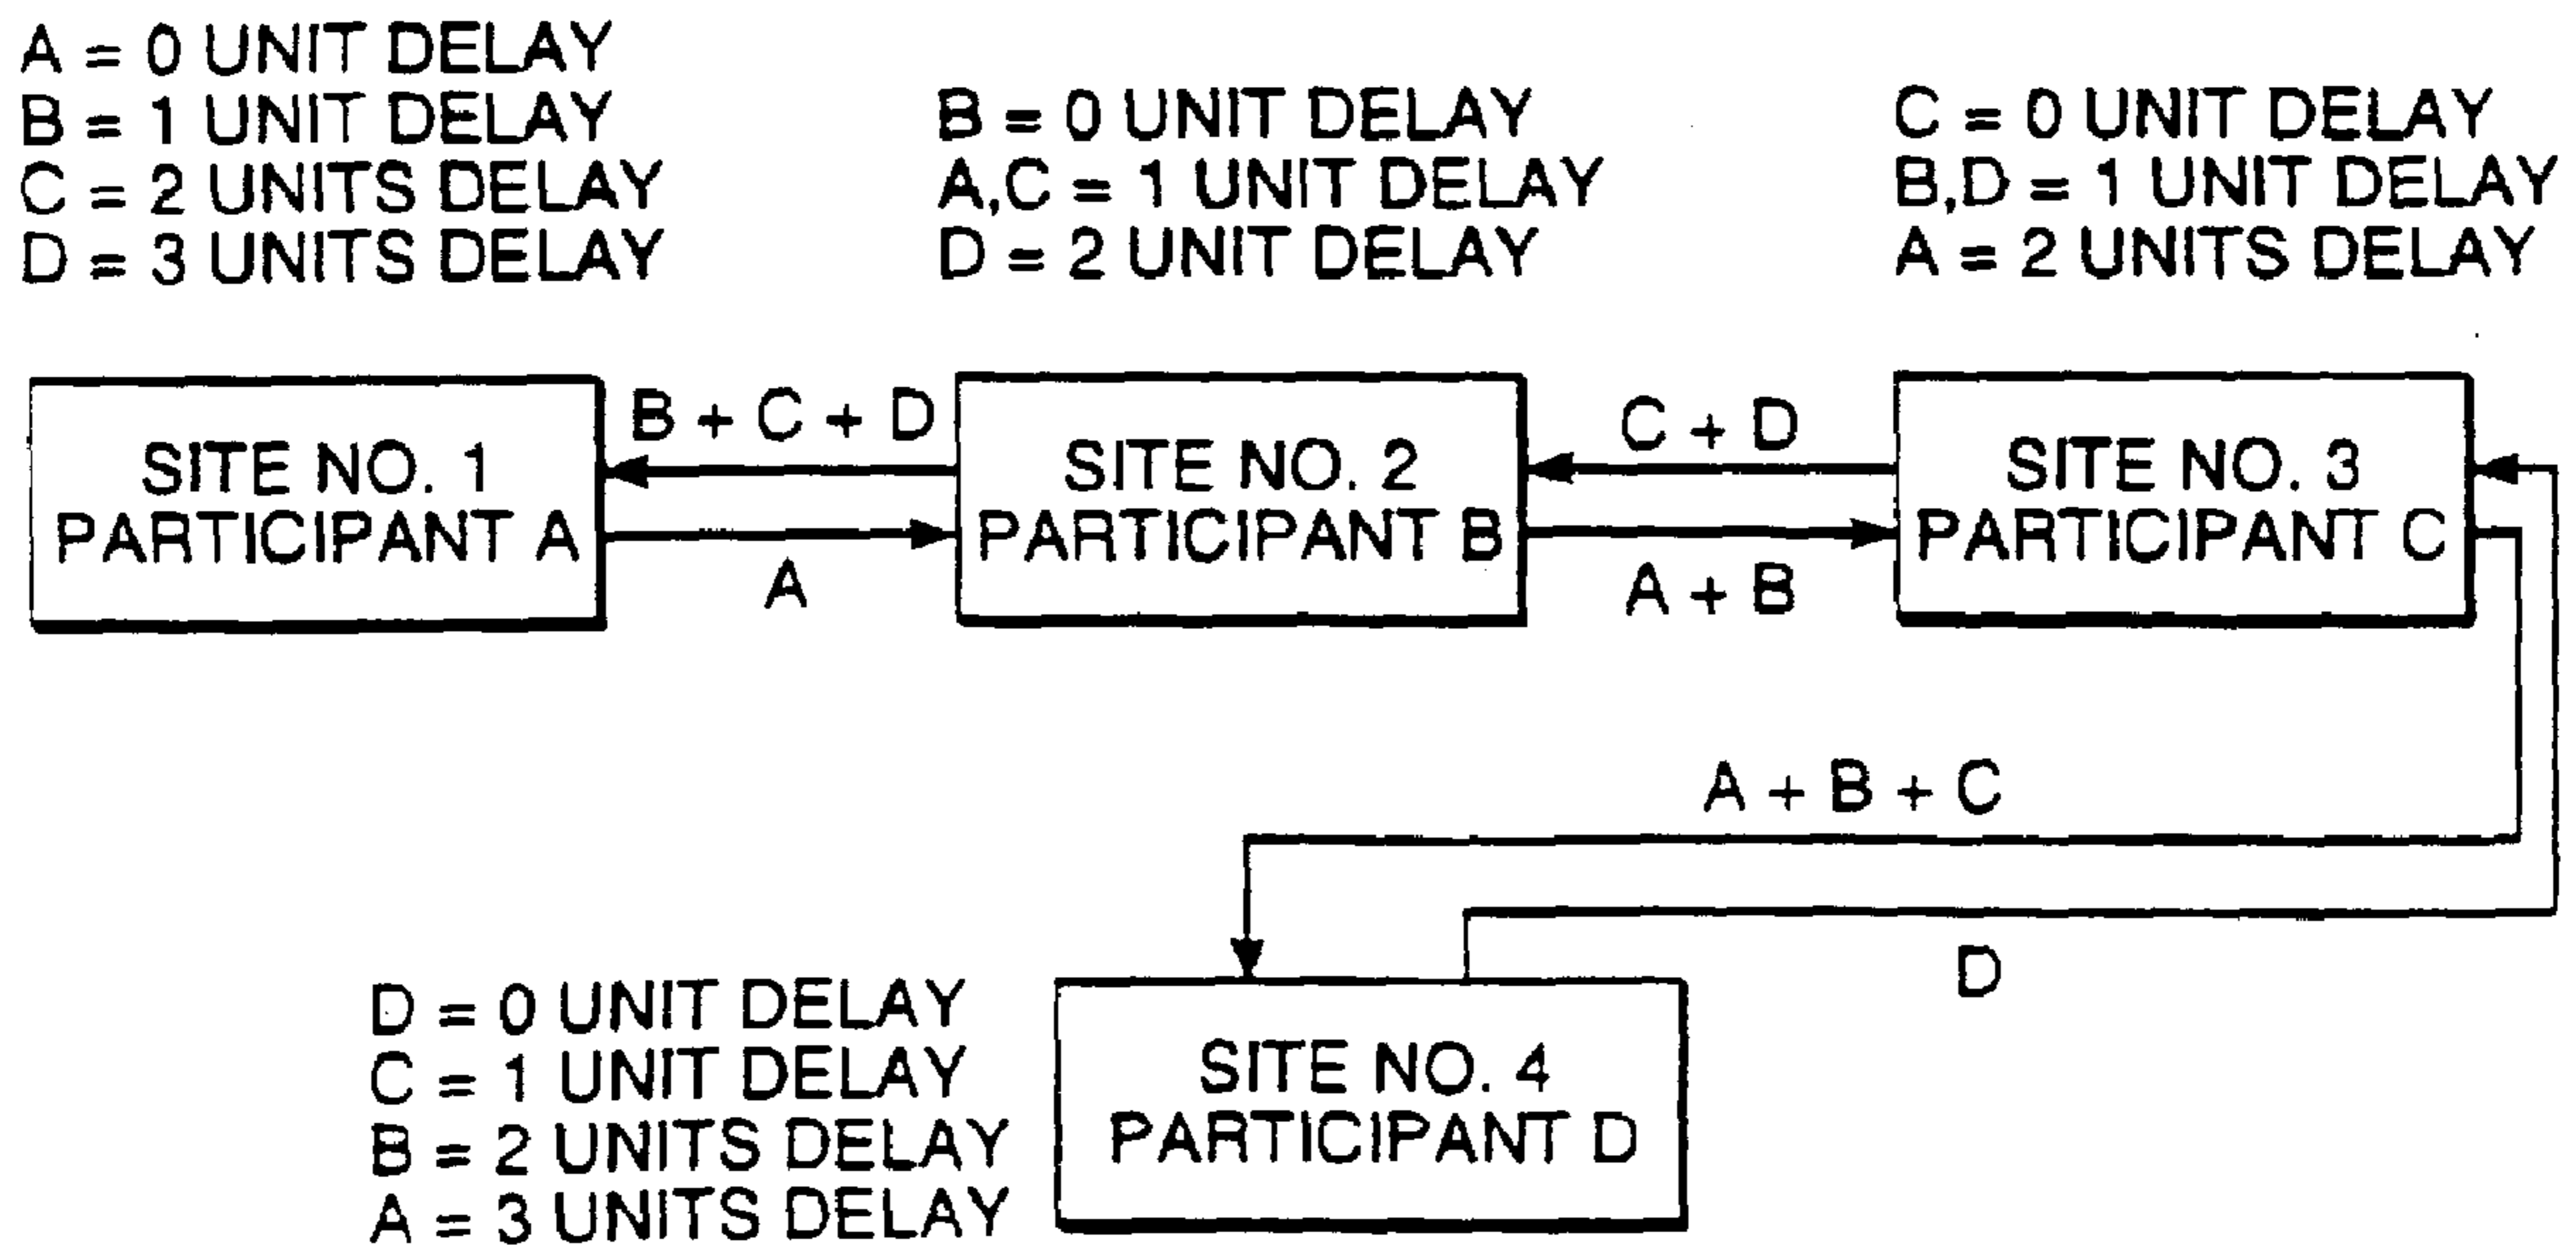 A = 0 UNIT DELAY
B = 1 UNIT DELAY
C = 2 UNITS DELAY
D = 3 UNITS DELAY
B = 0 UNIT DELAY
A,C = 1 UNIT DELAY
D = 2 UNIT DELAY
C = 0 UNIT DELAY
B,D = 1 UNIT DELAY
A = 2 UNITS DELAY
SITE NO. 1
PARTICIPANT A
B + C + D
A
SITE NO. 2
PARTICIPANT B
C + D
A + B
SITE NO. 3
PARTICIPANT C
A + B + C
D
D = 0 UNIT DELAY
C = 1 UNIT DELAY
B = 2 UNITS DELAY
A = 3 UNITS DELAY
SITE NO. 4
PARTICIPANT D